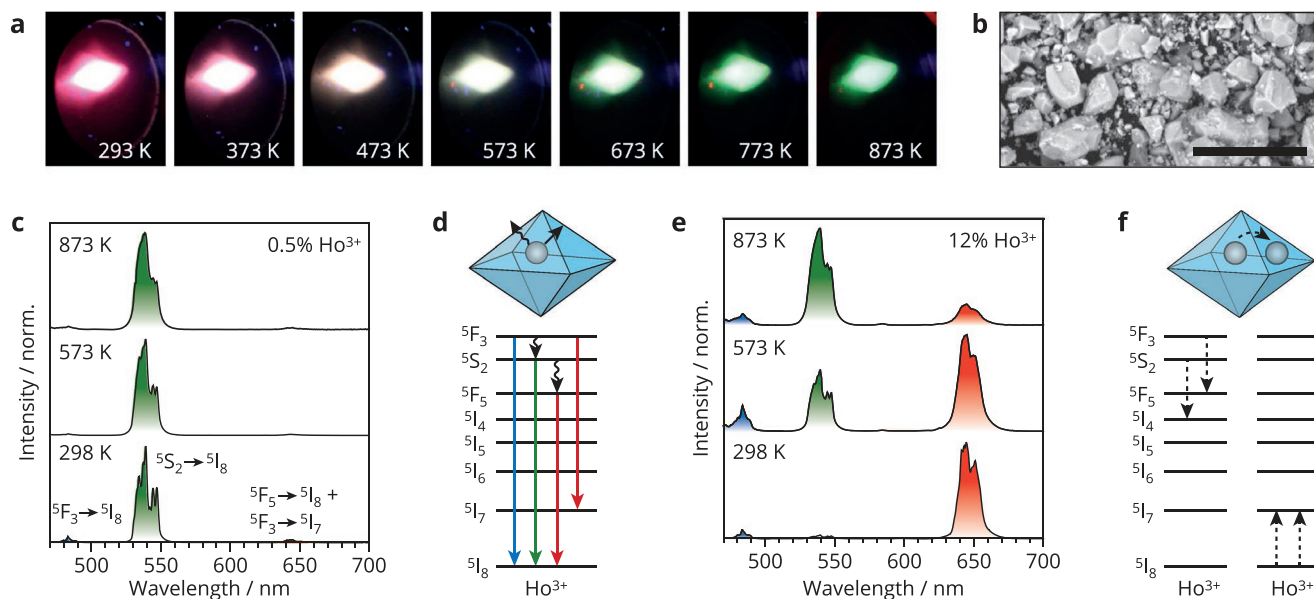 a
293 K
373 K
473 K
573 K
673 K
773 K
873 K
b
c
873 K
0.5% Ho³⁺
573 K
298 K
⁵S₂→⁵I₈
⁵F₃→⁵I₈
⁵F₅→⁵I₈ +
⁵F₃→⁵I₇
Intensity / norm.
500 550 600 650 700
Wavelength / nm
d
⁵F₃
⁵S₂
⁵F₅
⁵I₄
⁵I₅
⁵I₆
⁵I₇
⁵I₈
Ho³⁺
e
873 K
12% Ho³⁺
573 K
298 K
Intensity / norm.
500 550 600 650 700
Wavelength / nm
f
⁵F₃
⁵S₂
⁵F₅
⁵I₄
⁵I₅
⁵I₆
⁵I₇
⁵I₈
Ho³⁺ Ho³⁺